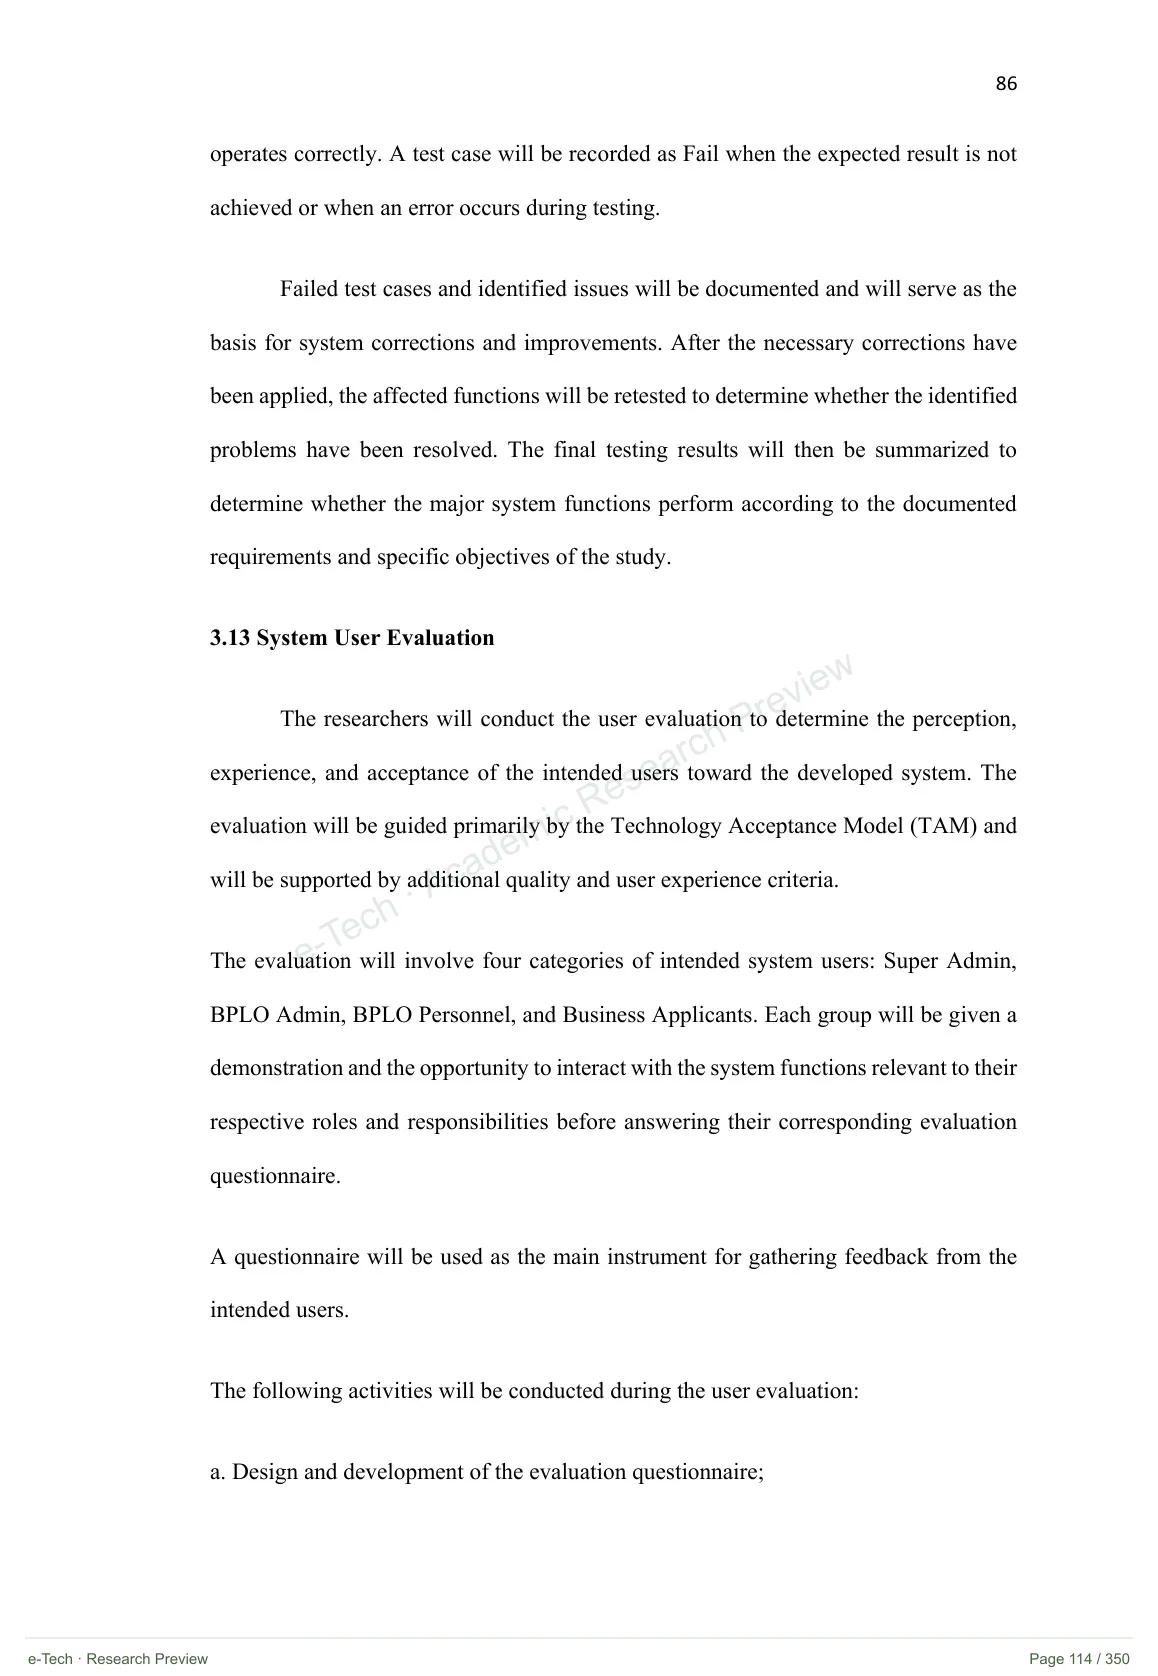 86
operates correctly. A test case will be recorded as Fail when the expected result is not
achieved or when an error occurs during testing.
Failed test cases and identified issues will be documented and will serve as the
basis for system corrections and improvements. After the necessary corrections have
been applied, the affected functions will be retested to determine whether the identified
problems have been resolved. The final testing results will then be summarized to
determine whether the major system functions perform according to the documented
requirements and specific objectives of the study.
3.13 System User Evaluation
The researchers will conduct the user evaluation to determine the perception,
experience, and acceptance of the intended users toward the developed system. The
evaluation will be guided primarily by the Technology Acceptance Model (TAM) and
will be supported by additional quality and user experience criteria.
e-Tech · Academic Research Preview
The evaluation will involve four categories of intended system users: Super Admin,
BPLO Admin, BPLO Personnel, and Business Applicants. Each group will be given a
demonstration and the opportunity to interact with the system functions relevant to their
respective roles and responsibilities before answering their corresponding evaluation
questionnaire.
A questionnaire will be used as the main instrument for gathering feedback from the
intended users.
The following activities will be conducted during the user evaluation:
a. Design and development of the evaluation questionnaire;
e-Tech · Research Preview
Page 114 / 350